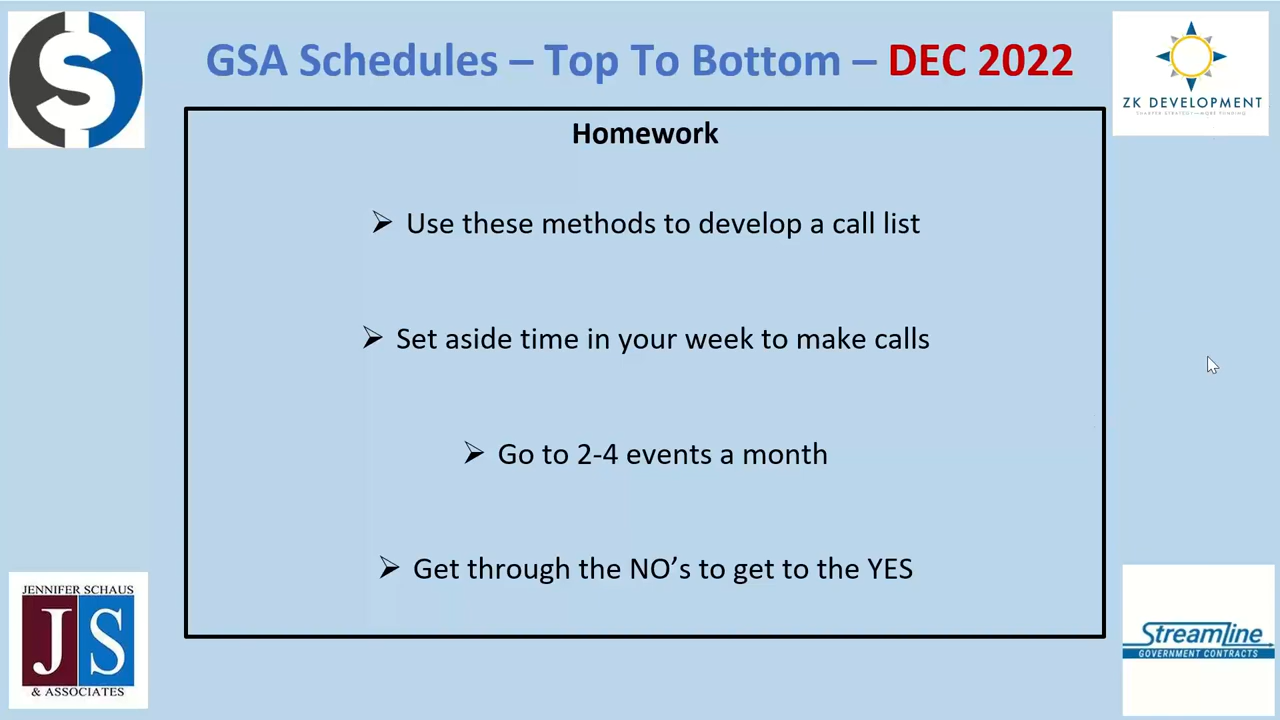 GSA Schedules – Top To Bottom – DEC 2022
ZK DEVELOPMENT
Homework
➢ Use these methods to develop a call list
➢ Set aside time in your week to make calls
➢ Go to 2-4 events a month
➢ Get through the NO’s to get to the YES
JENNIFER SCHAUS
JS
& ASSOCIATES
Streamline
GOVERNMENT CONTRACTS